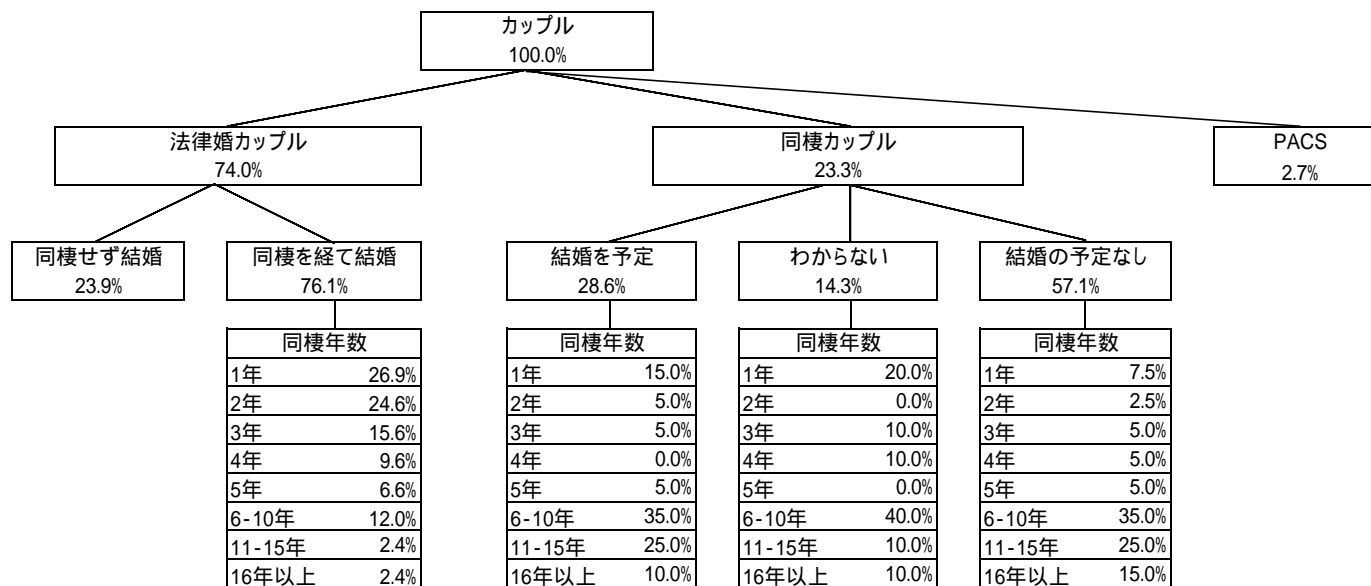 カップル
100.0%
法律婚カップル
74.0%
同棲カップル
23.3%
PACS
2.7%
同棲せず結婚
23.9%
同棲を経て結婚
76.1%
結婚を予定
28.6%
わからない
14.3%
結婚の予定なし
57.1%
同棲年数
1年 26.9%
2年 24.6%
3年 15.6%
4年 9.6%
5年 6.6%
6-10年 12.0%
11-15年 2.4%
16年以上 2.4%
同棲年数
1年 15.0%
2年 5.0%
3年 5.0%
4年 0.0%
5年 5.0%
6-10年 35.0%
11-15年 25.0%
16年以上 10.0%
同棲年数
1年 20.0%
2年 0.0%
3年 10.0%
4年 10.0%
5年 0.0%
6-10年 40.0%
11-15年 10.0%
16年以上 10.0%
同棲年数
1年 7.5%
2年 2.5%
3年 5.0%
4年 5.0%
5年 5.0%
6-10年 35.0%
11-15年 25.0%
16年以上 15.0%